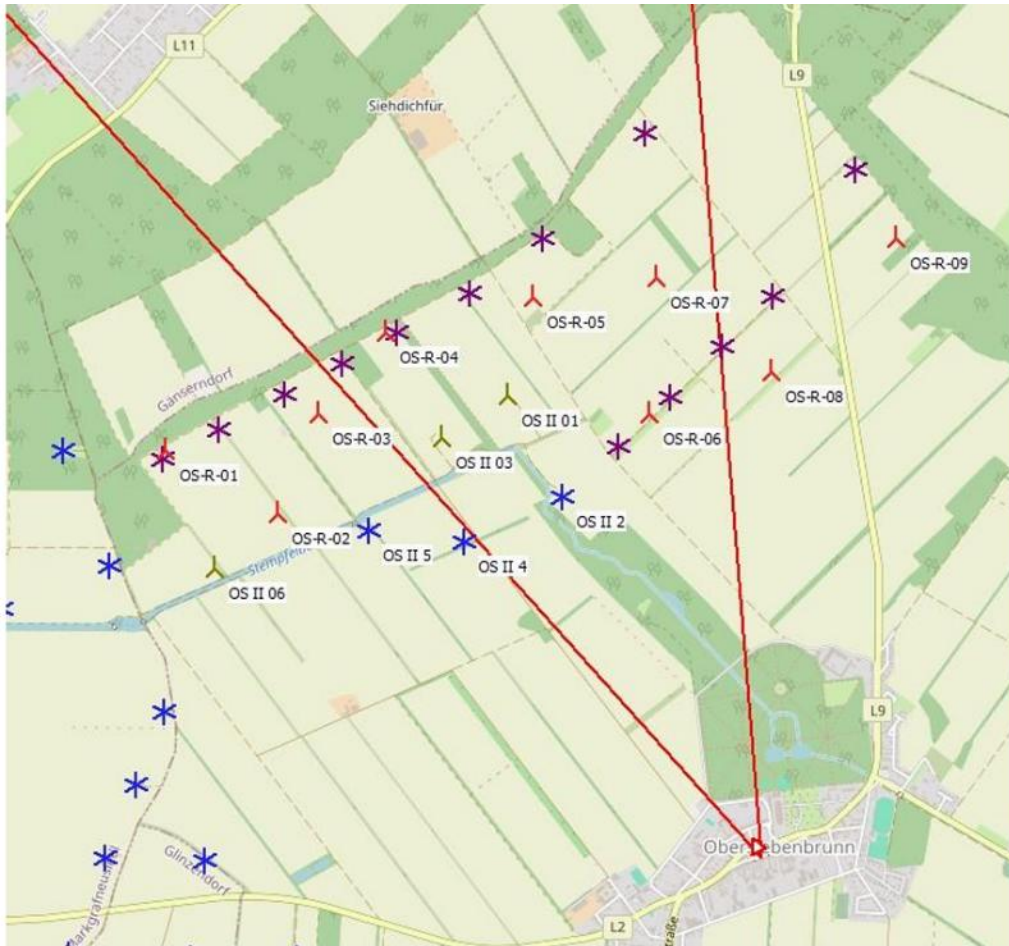 L11
L9
Siehdichfür
OS-R-09
OS-R-07
OS-R-05
OS-R-04
OS-R-08
Gänserndorf
OS II 01
OS-R-03
OS-R-06
OS II 03
OS-R-01
OS II 2
OS-R-02
OS II 5
OS II 4
OS II 06
L9
L2